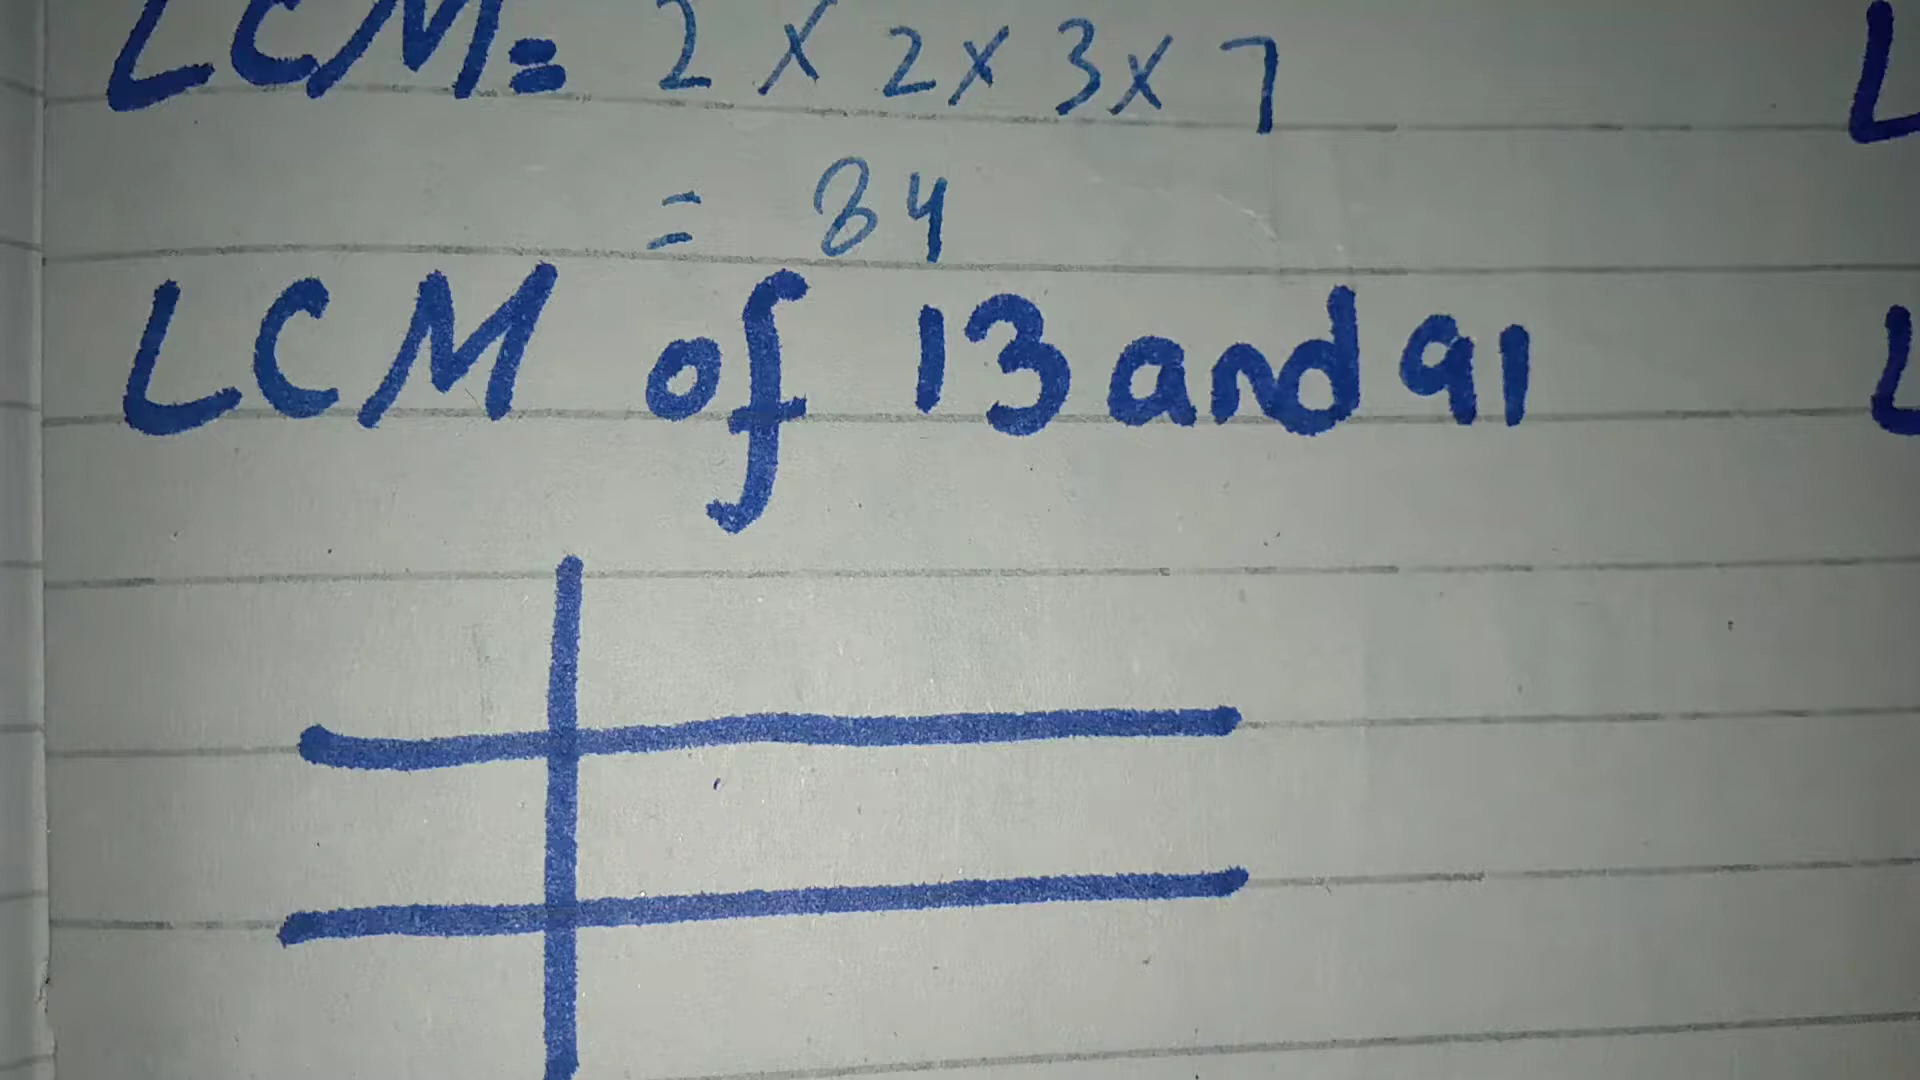 LCM= 2 x 2 x 3 x 7
= 84
LCM of 13 and 91
L
L